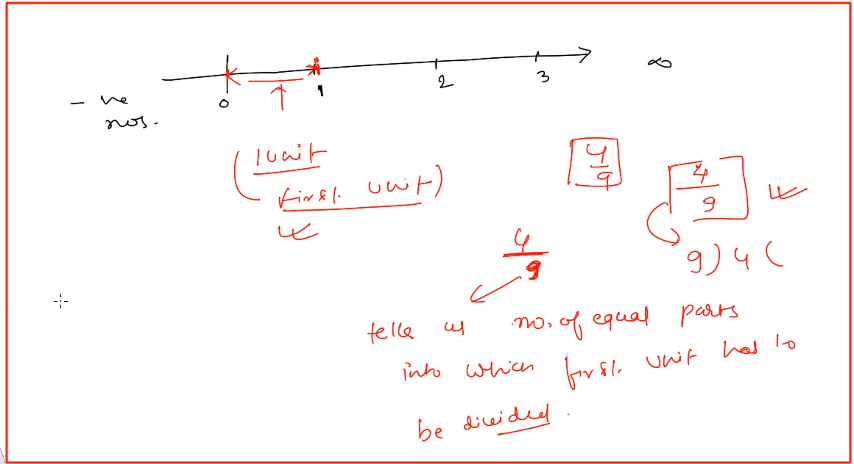 ∞
0 1 2 3
- ve
nos.
(1 unit
first. unit)
4/9
4/9
4/9
9) 4 (
tells us no. of equal parts
into which first. unit has to
be divided.